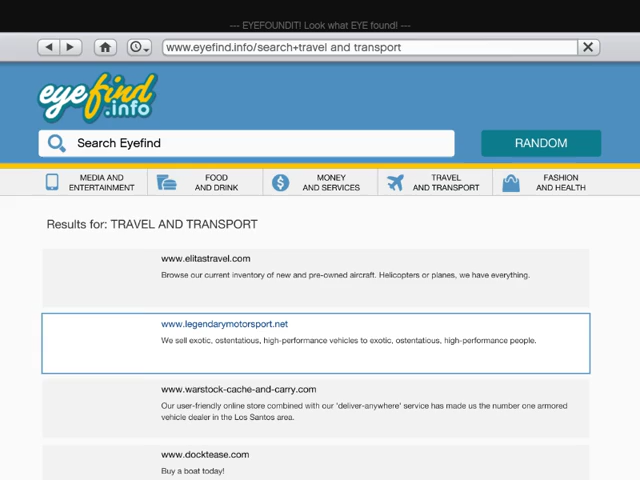 --- EYEFOUNDIT! Look what EYE found! ---
www.eyefind.info/search+travel and transport
eyefind
.info
Search Eyefind
RANDOM
MEDIA AND
ENTERTAINMENT
FOOD
AND DRINK
MONEY
AND SERVICES
TRAVEL
AND TRANSPORT
FASHION
AND HEALTH
Results for: TRAVEL AND TRANSPORT
www.elitastravel.com
Browse our current inventory of new and pre-owned aircraft. Helicopters or planes, we have everything.
www.legendarymotorsport.net
We sell exotic, ostentatious, high-performance vehicles to exotic, ostentatious, high-performance people.
www.warstock-cache-and-carry.com
Our user-friendly online store combined with our 'deliver-anywhere' service has made us the number one armored
vehicle dealer in the Los Santos area.
www.docktease.com
Buy a boat today!